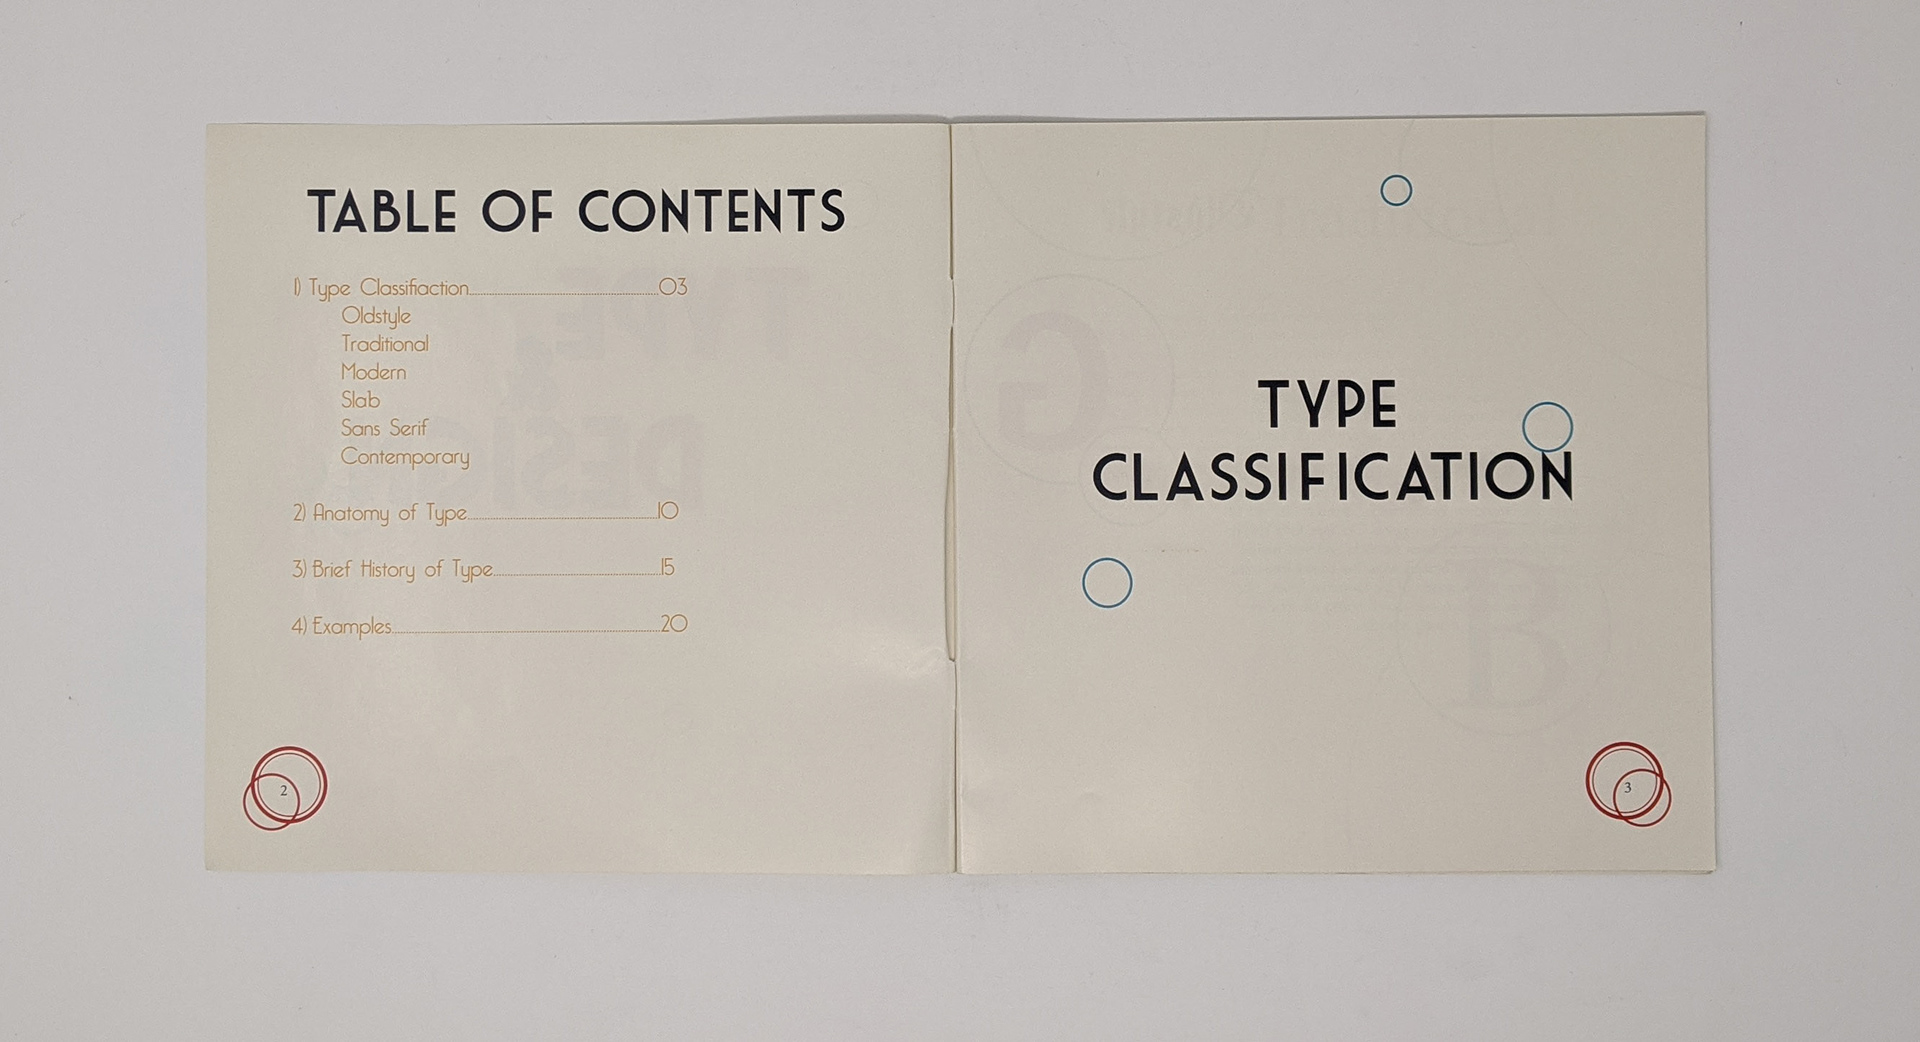 TABLE OF CONTENTS
1) Type Classifiaction....................03
Oldstyle
Traditional
Modern
Slab
Sans Serif
Contemporary
2) Anatomy of Type....................10
3) Brief History of Type....................15
4) Examples....................20
2
TYPE
CLASSIFICATION
3